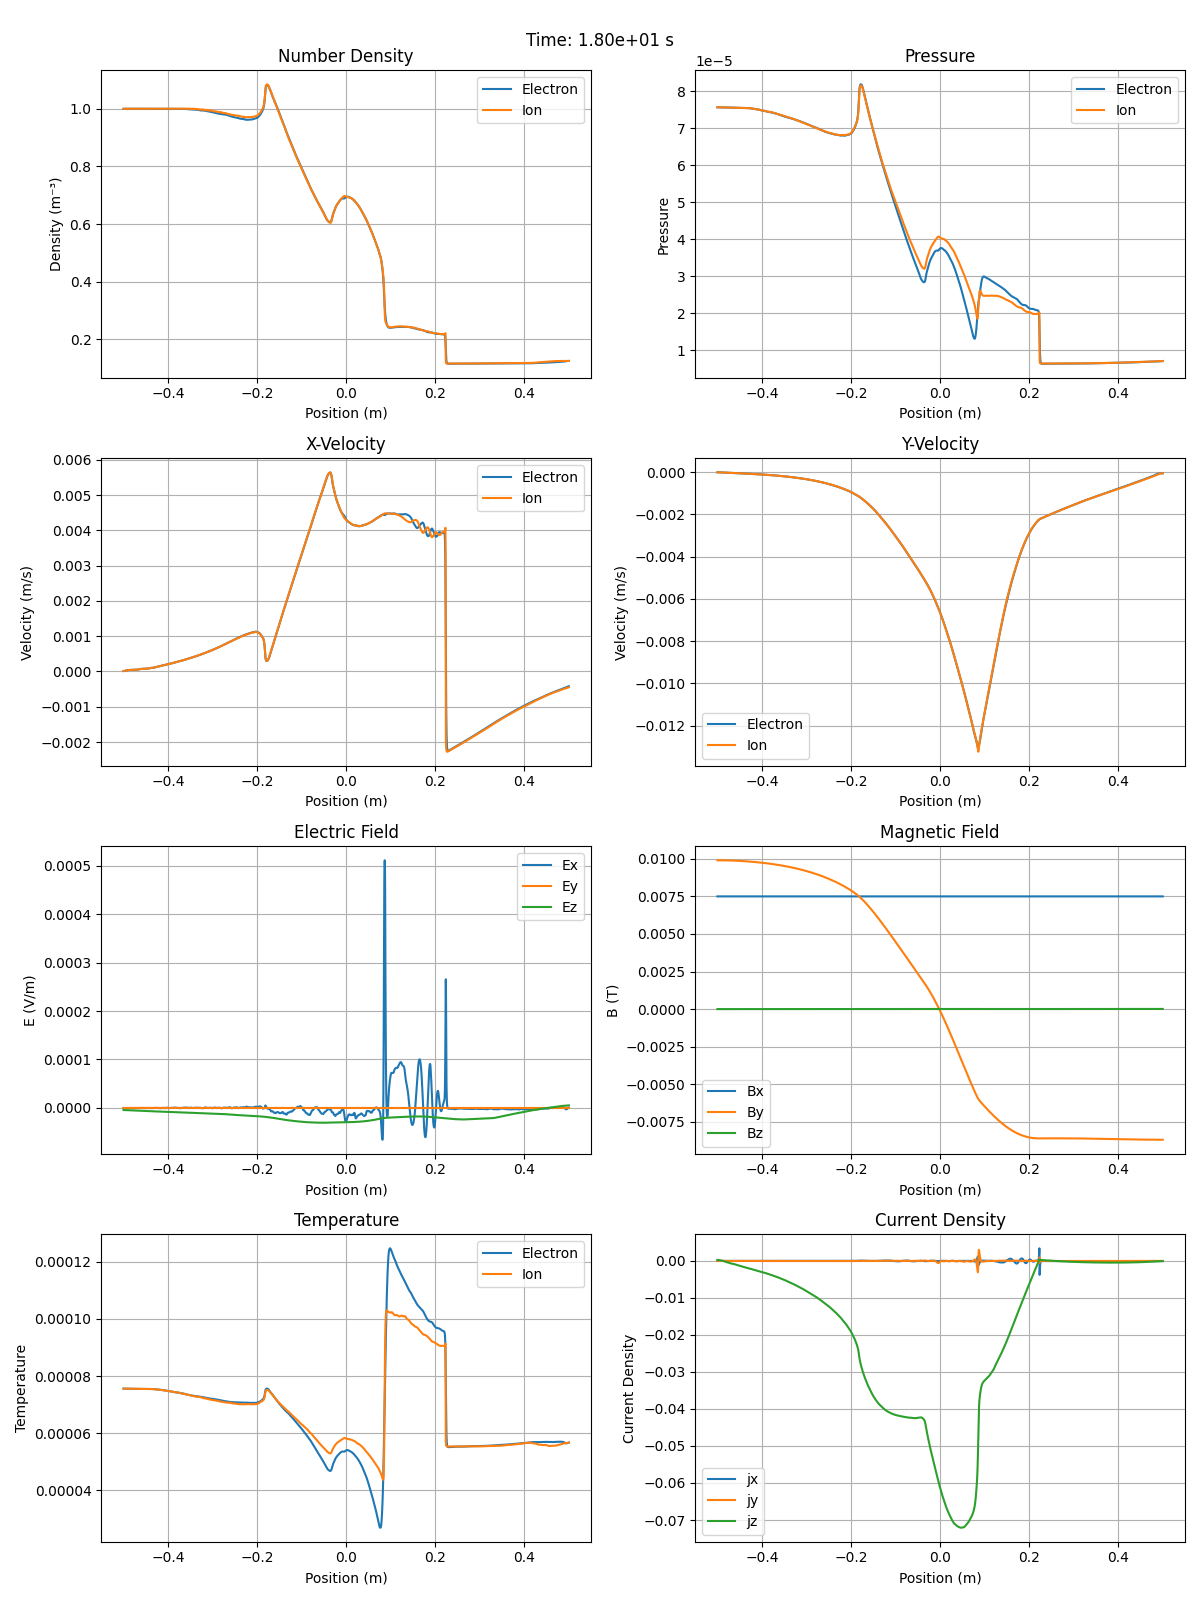 Time: 1.80e+01 s
Number Density
Density (m⁻³)
1.0
0.8
0.6
0.4
0.2
Electron
Ion
−0.4 −0.2 0.0 0.2 0.4
Position (m)
Pressure
1e−5
Pressure
8
7
6
5
4
3
2
1
Electron
Ion
−0.4 −0.2 0.0 0.2 0.4
Position (m)
X-Velocity
Velocity (m/s)
0.006
0.005
0.004
0.003
0.002
0.001
0.000
−0.001
−0.002
Electron
Ion
−0.4 −0.2 0.0 0.2 0.4
Position (m)
Y-Velocity
Velocity (m/s)
0.000
−0.002
−0.004
−0.006
−0.008
−0.010
−0.012
Electron
Ion
−0.4 −0.2 0.0 0.2 0.4
Position (m)
Electric Field
E (V/m)
0.0005
0.0004
0.0003
0.0002
0.0001
0.0000
Ex
Ey
Ez
−0.4 −0.2 0.0 0.2 0.4
Position (m)
Magnetic Field
B (T)
0.0100
0.0075
0.0050
0.0025
0.0000
−0.0025
−0.0050
−0.0075
Bx
By
Bz
−0.4 −0.2 0.0 0.2 0.4
Position (m)
Temperature
Temperature
0.00012
0.00010
0.00008
0.00006
0.00004
Electron
Ion
−0.4 −0.2 0.0 0.2 0.4
Position (m)
Current Density
Current Density
0.00
−0.01
−0.02
−0.03
−0.04
−0.05
−0.06
−0.07
jx
jy
jz
−0.4 −0.2 0.0 0.2 0.4
Position (m)